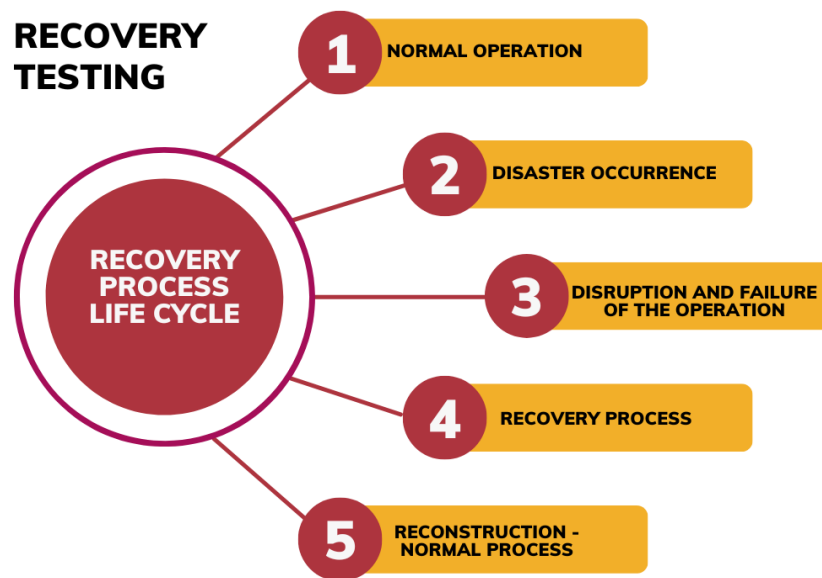 RECOVERY
TESTING
RECOVERY
PROCESS
LIFE CYCLE
1
NORMAL OPERATION
2
DISASTER OCCURRENCE
3
DISRUPTION AND FAILURE
OF THE OPERATION
4
RECOVERY PROCESS
5
RECONSTRUCTION -
NORMAL PROCESS